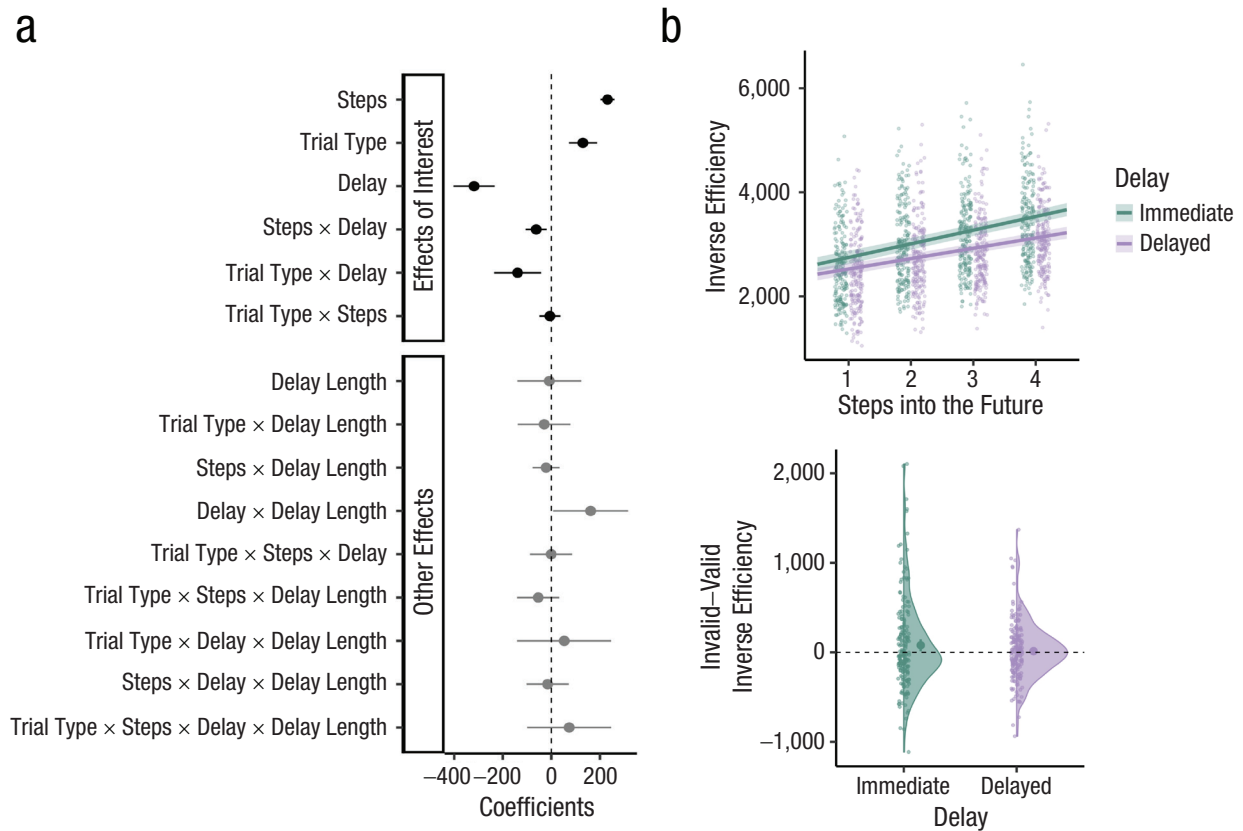 a
Effects of Interest
Steps
Trial Type
Delay
Steps × Delay
Trial Type × Delay
Trial Type × Steps
Other Effects
Delay Length
Trial Type × Delay Length
Steps × Delay Length
Delay × Delay Length
Trial Type × Steps × Delay
Trial Type × Steps × Delay Length
Trial Type × Delay × Delay Length
Steps × Delay × Delay Length
Trial Type × Steps × Delay × Delay Length
−400 −200 0 200
Coefficients
b
Inverse Efficiency
6,000
4,000
2,000
1 2 3 4
Steps into the Future
Delay
Immediate
Delayed
Invalid–Valid
Inverse Efficiency
2,000
1,000
0
−1,000
Immediate Delayed
Delay